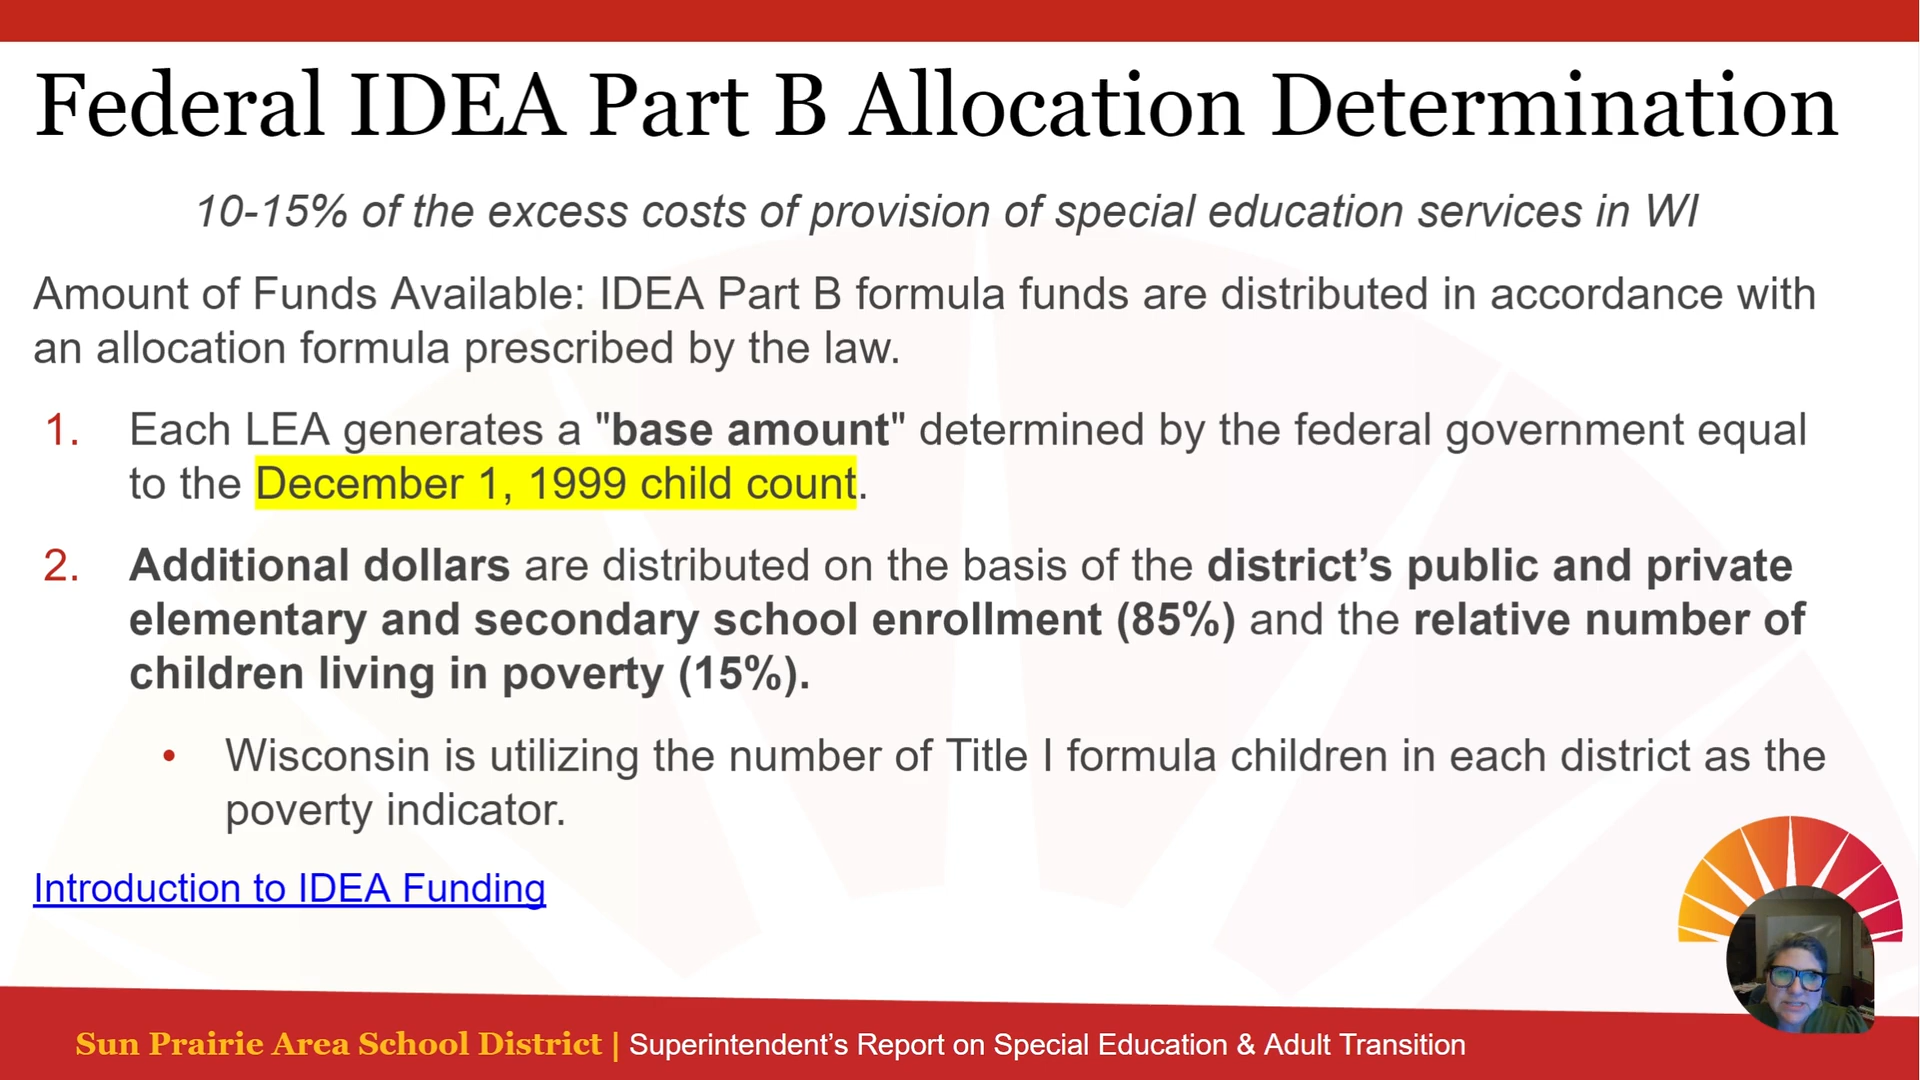 Federal IDEA Part B Allocation Determination
10-15% of the excess costs of provision of special education services in WI
Amount of Funds Available: IDEA Part B formula funds are distributed in accordance with
an allocation formula prescribed by the law.
1. Each LEA generates a "base amount" determined by the federal government equal
to the December 1, 1999 child count.
2. Additional dollars are distributed on the basis of the district’s public and private
elementary and secondary school enrollment (85%) and the relative number of
children living in poverty (15%).
• Wisconsin is utilizing the number of Title I formula children in each district as the
poverty indicator.
Introduction to IDEA Funding
Sun Prairie Area School District | Superintendent’s Report on Special Education & Adult Transition